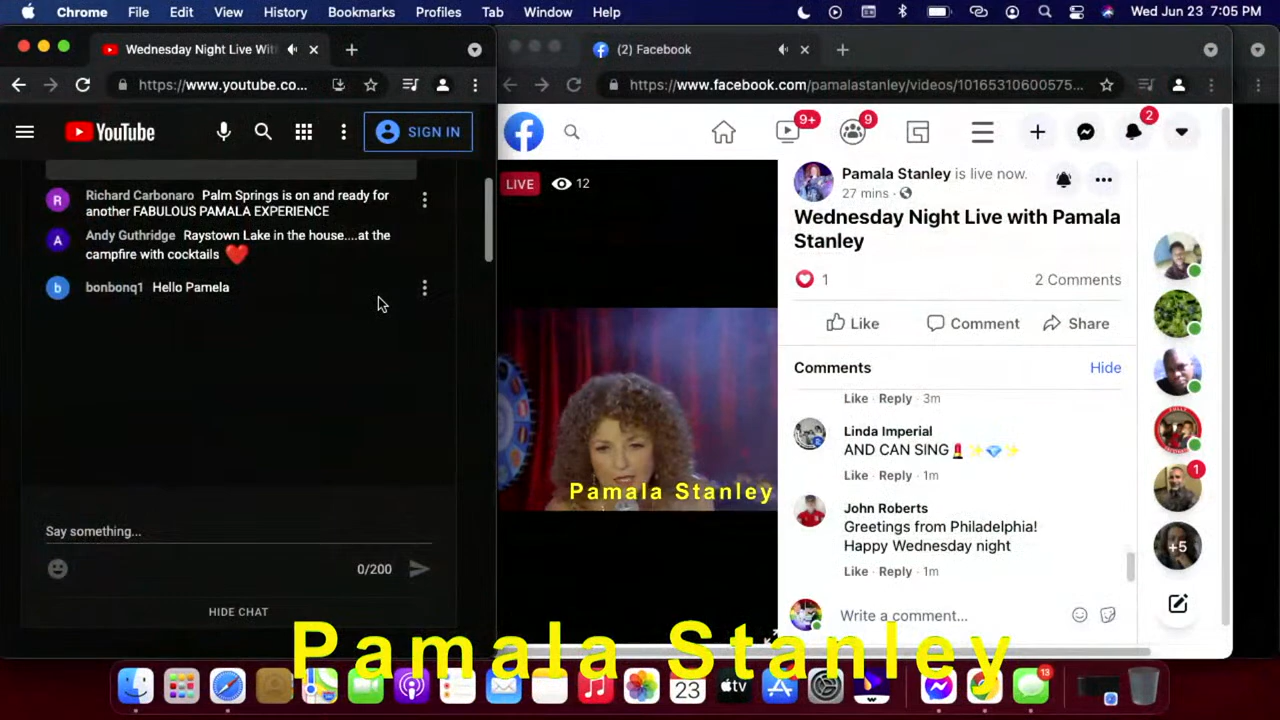 Chrome File Edit View History Bookmarks Profiles Tab Window Help
Wed Jun 23 7:05 PM
Wednesday Night Live Wit
https://www.youtube.co...
YouTube
SIGN IN
Richard Carbonaro Palm Springs is on and ready for
another FABULOUS PAMALA EXPERIENCE
Andy Guthridge Raystown Lake in the house....at the
campfire with cocktails ❤️
bonbonq1 Hello Pamela
Say something...
0/200
HIDE CHAT
(2) Facebook
https://www.facebook.com/pamalastanley/videos/10165310600575...
9+
9
2
LIVE 12
Pamala Stanley
Pamala Stanley is live now.
27 mins ·
Wednesday Night Live with Pamala
Stanley
1
2 Comments
Like Comment Share
Comments
Hide
Like · Reply · 3m
Linda Imperial
AND CAN SING💄✨💎✨
Like · Reply · 1m
John Roberts
Greetings from Philadelphia!
Happy Wednesday night
Like · Reply · 1m
Write a comment...
1
+5
Pamala Stanley
23
tv
13